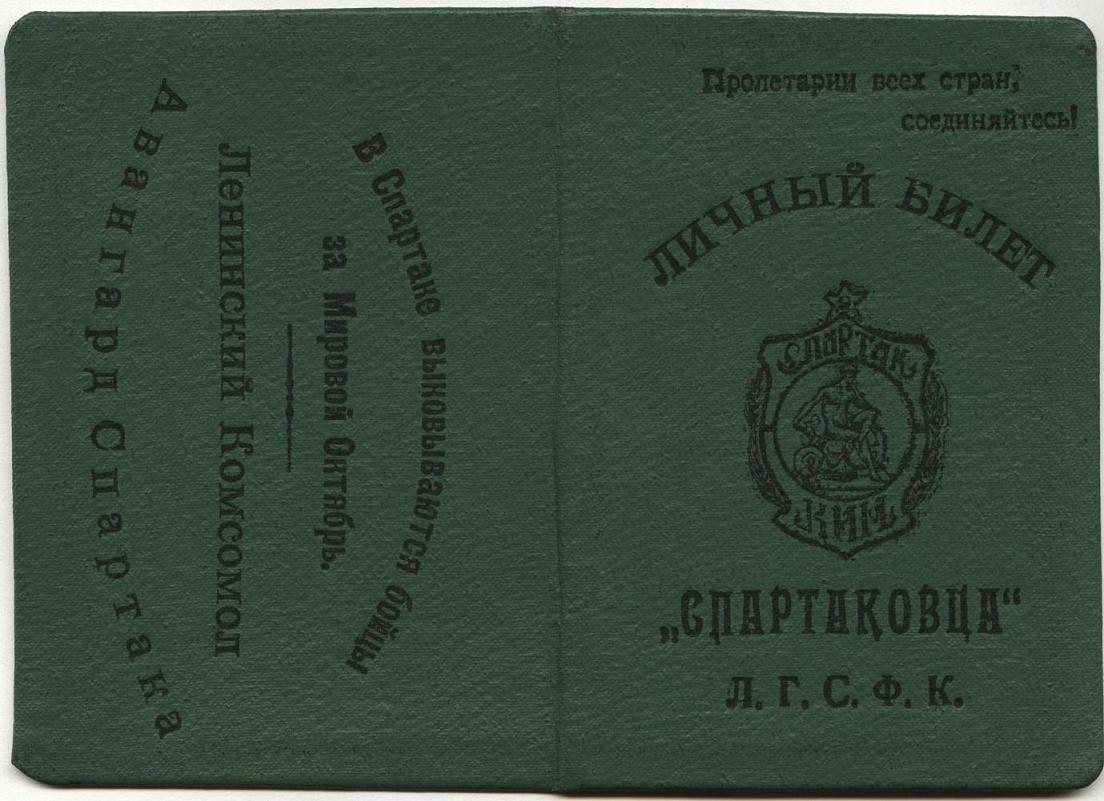 Пролетарии всех стран,
соединяйтесь!
ЛИЧНЫЙ БИЛЕТ
СПАРТАК
КИМ
„СПАРТАКОВЦА“
Л. Г. С. Ф. К.
В Спартаке выковываются бойцы
за Мировой Октябрь.
Ленинский Комсомол
Авангард Спартака